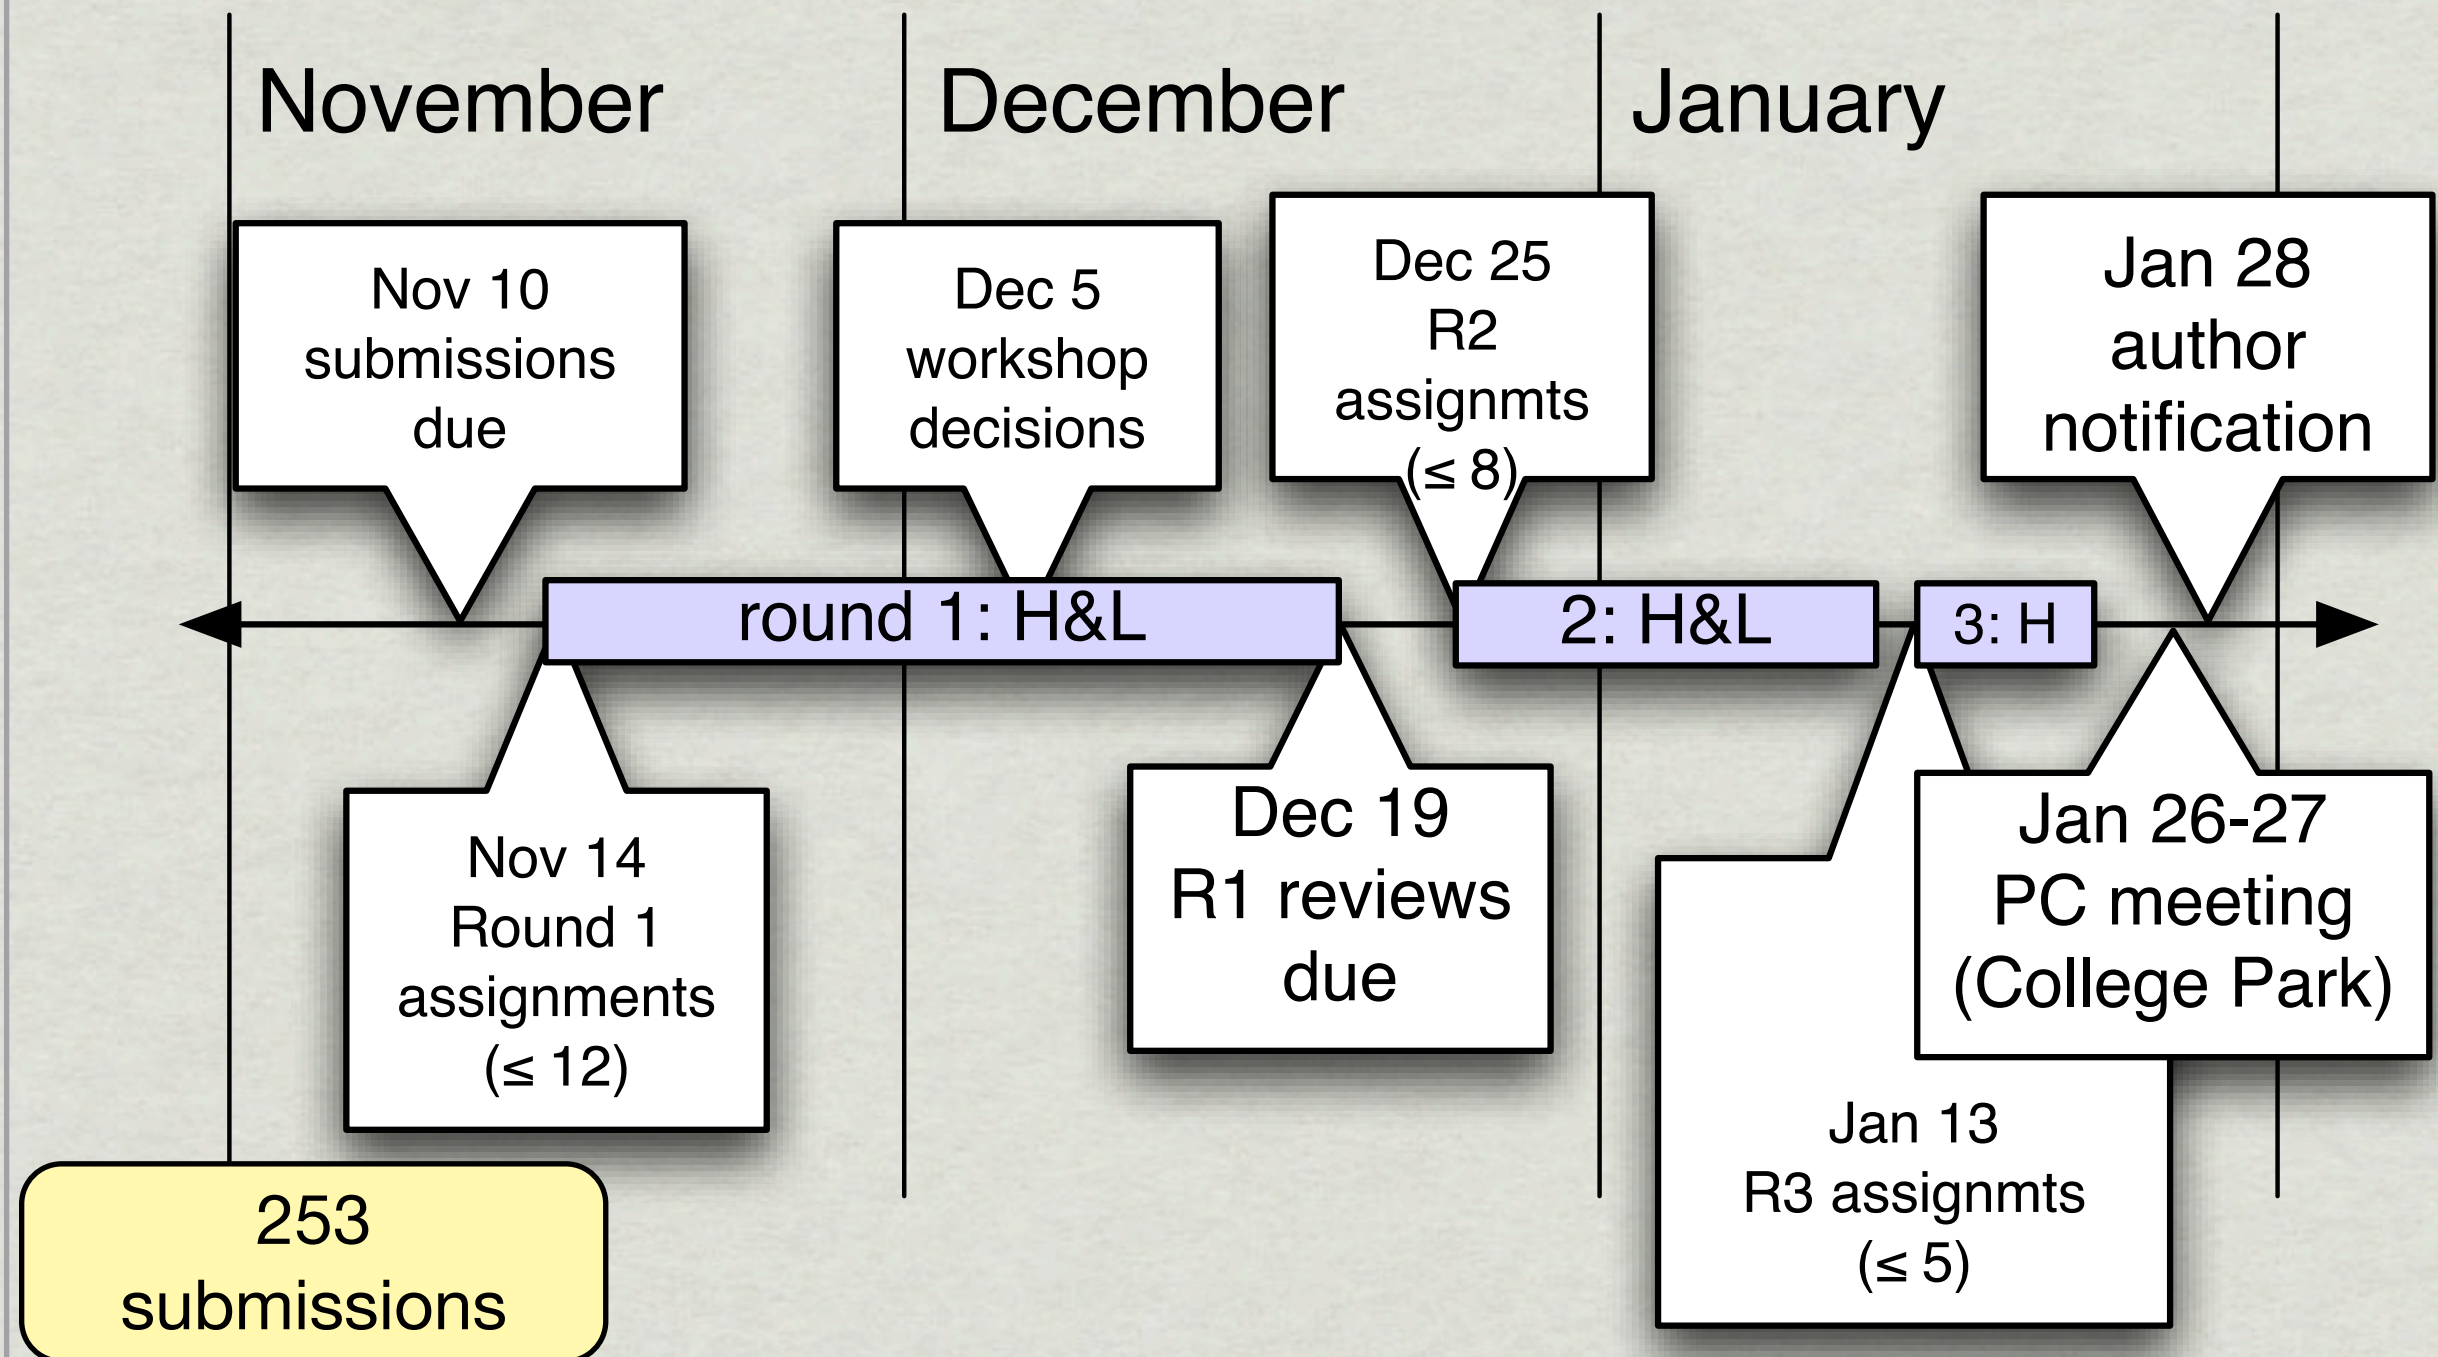 November
December
January
Nov 10
submissions
due
Dec 5
workshop
decisions
Dec 25
R2
assignmts
(≤ 8)
Jan 28
author
notification
round 1: H&L
2: H&L
3: H
Nov 14
Round 1
assignments
(≤ 12)
Dec 19
R1 reviews
due
Jan 26-27
PC meeting
(College Park)
Jan 13
R3 assignmts
(≤ 5)
253
submissions